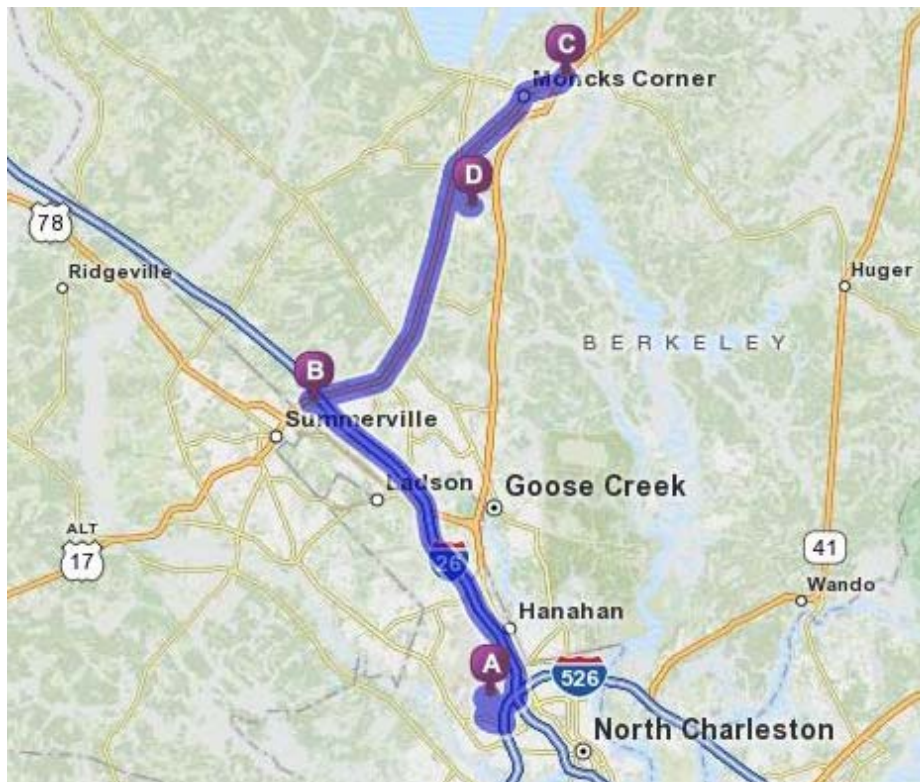 C
Moncks Corner
D
78
Ridgeville
Huger
BERKELEY
B
Summerville
Ladson
Goose Creek
ALT
17
26
41
Wando
Hanahan
A
526
North Charleston